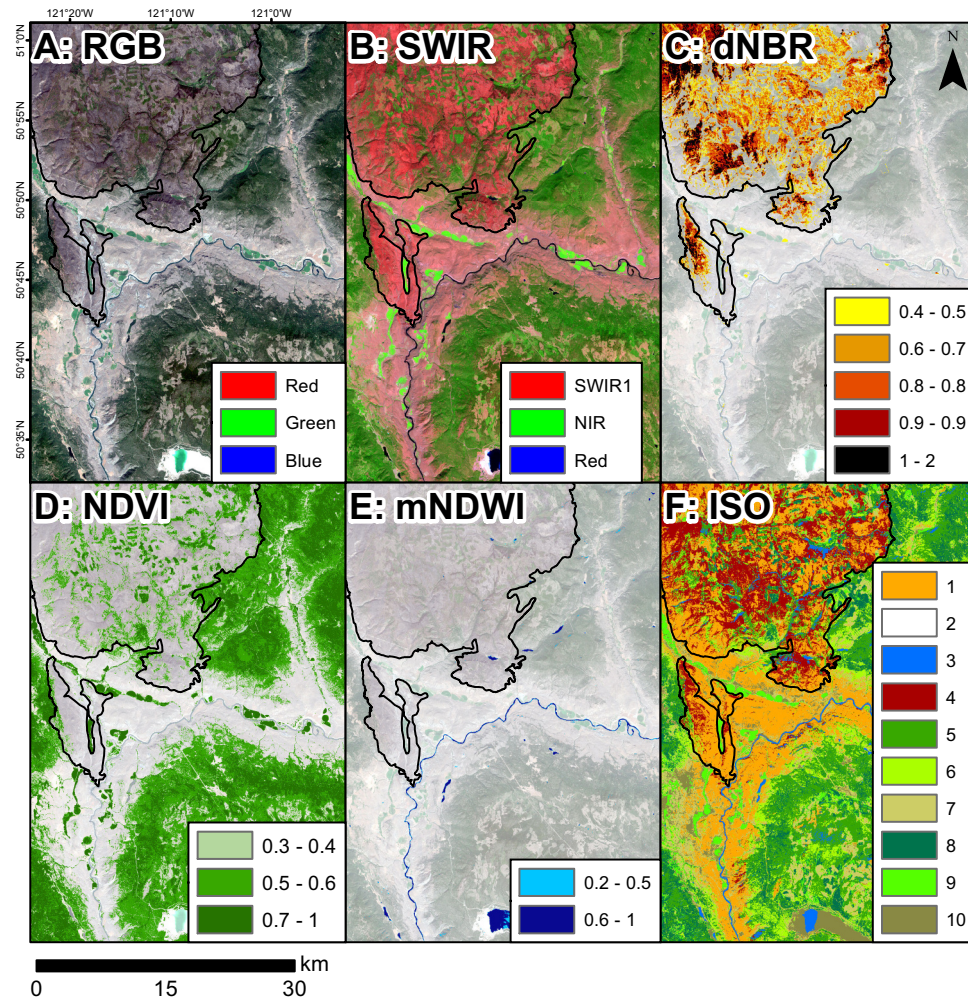 121°20'W 121°10'W 121°0'W
A: RGB
B: SWIR
C: dNBR
N
51°0'N
50°55'N
50°50'N
50°45'N
50°40'N
50°35'N
Red
Green
Blue
SWIR1
NIR
Red
0.4 - 0.5
0.6 - 0.7
0.8 - 0.8
0.9 - 0.9
1 - 2
D: NDVI
E: mNDWI
F: ISO
0.3 - 0.4
0.5 - 0.6
0.7 - 1
0.2 - 0.5
0.6 - 1
1
2
3
4
5
6
7
8
9
10
km
0 15 30